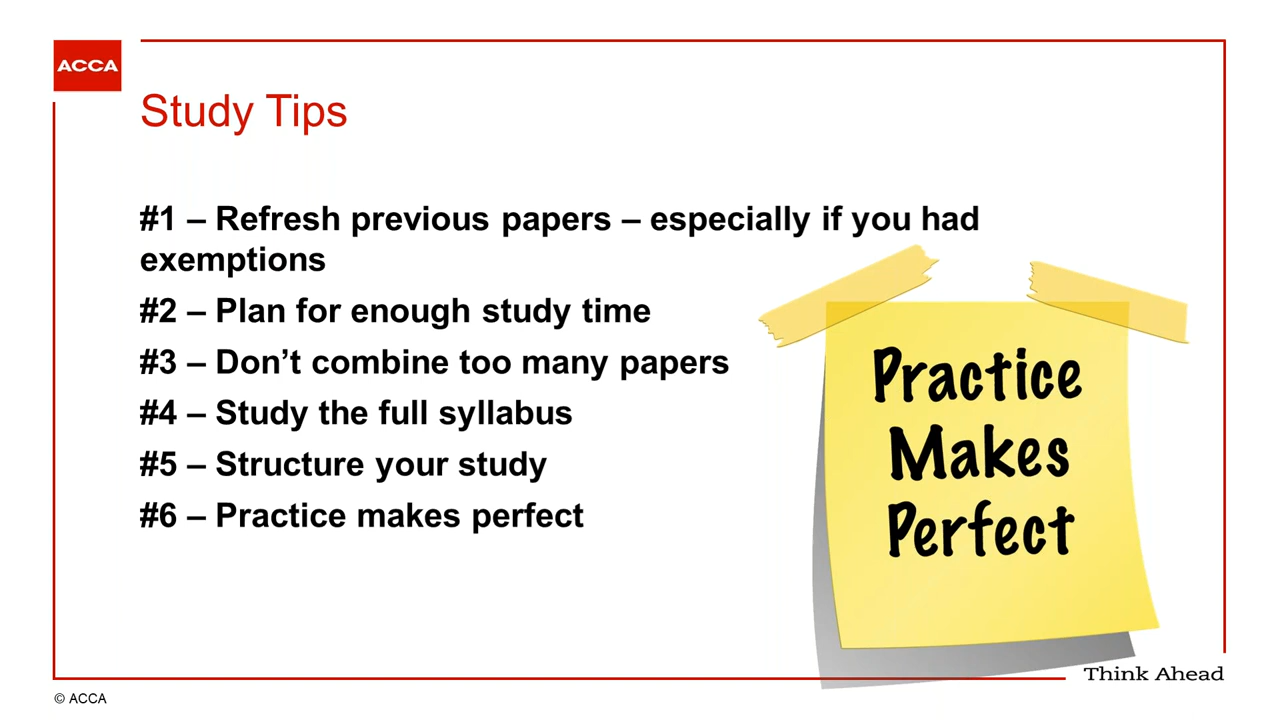 ACCA
Study Tips
#1 – Refresh previous papers – especially if you had
exemptions
#2 – Plan for enough study time
#3 – Don’t combine too many papers
#4 – Study the full syllabus
#5 – Structure your study
#6 – Practice makes perfect
Practice
Makes
Perfect
Think Ahead
© ACCA